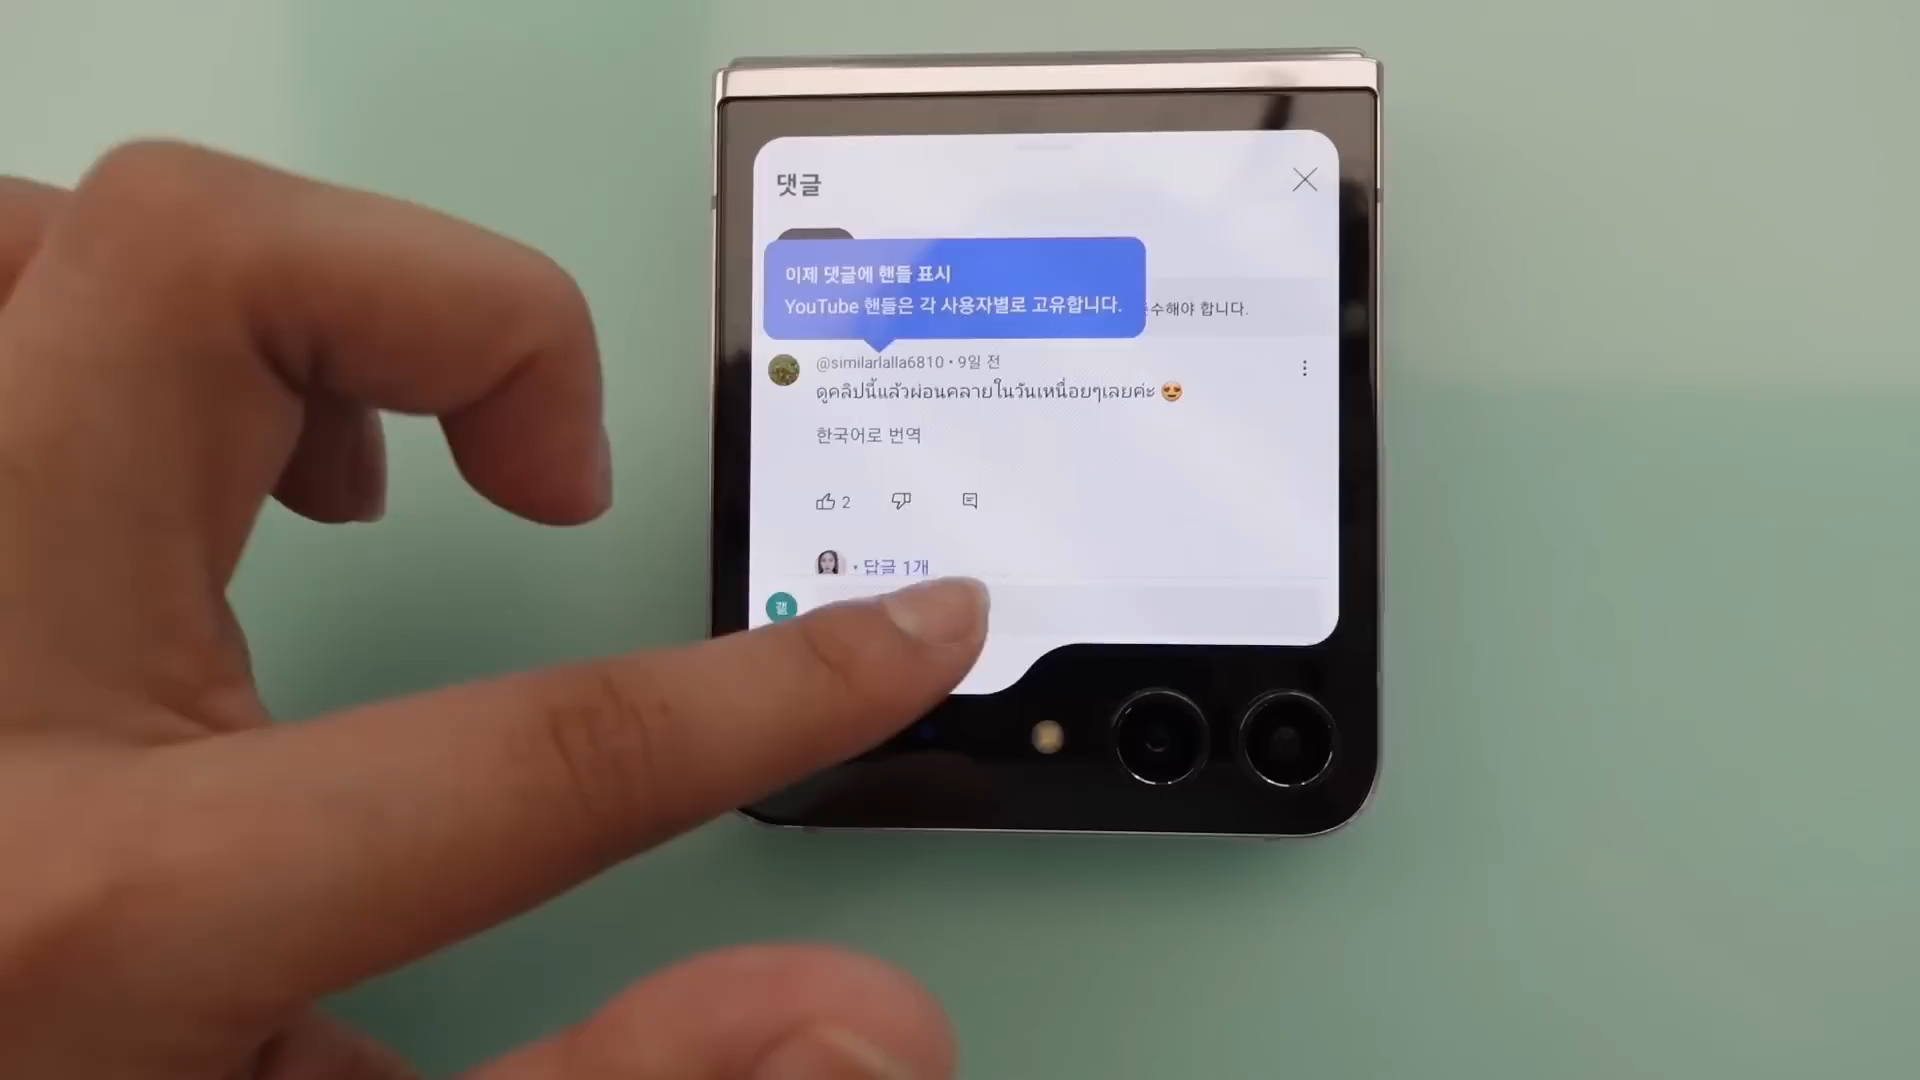 댓글
이제 댓글에 핸들 표시
YouTube 핸들은 각 사용자별로 고유합니다.
수해야 합니다.
@similarlalla6810 • 9일 전
ดูคลิปนี้แล้วผ่อนคลายในวันเหนื่อยๆเลยค่ะ 😍
한국어로 번역
2
• 답글 1개
갬